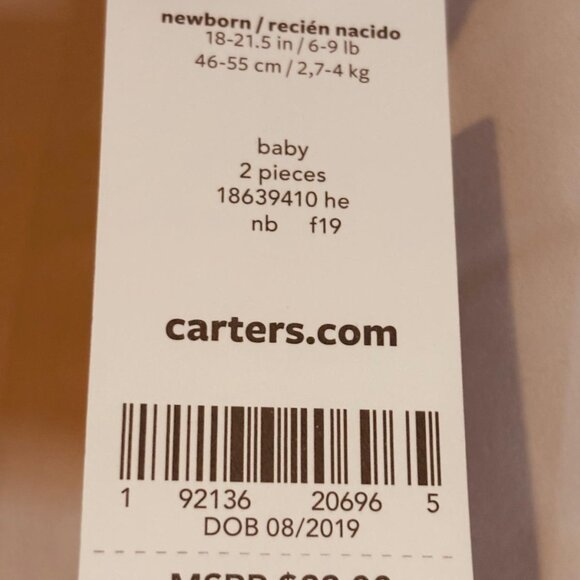 newborn / recién nacido
18-21.5 in / 6-9 lb
46-55 cm / 2,7-4 kg
baby
2 pieces
18639410 he
nb f19
carters.com
1 92136 20696 5
DOB 08/2019
MSRP